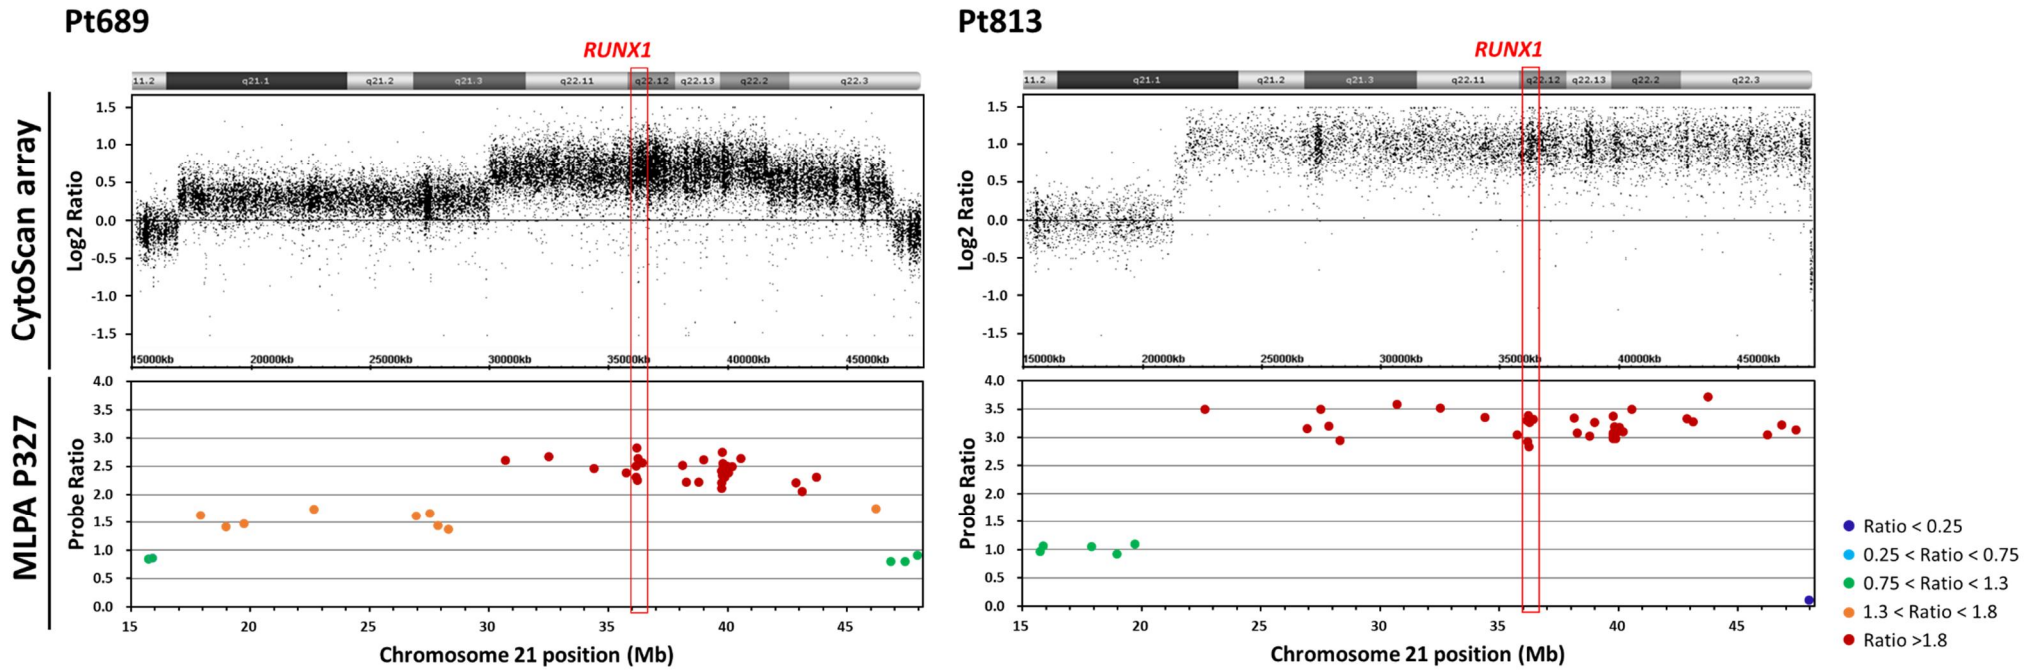 Pt689
Pt813
RUNX1
RUNX1
11.2 q21.1 q21.2 q21.3 q22.11 q22.12 q22.13 q22.2 q22.3
11.2 q21.1 q21.2 q21.3 q22.11 q22.12 q22.13 q22.2 q22.3
CytoScan array
Log2 Ratio
1.5
1.0
0.5
0.0
-0.5
-1.0
-1.5
15000kb 20000kb 25000kb 30000kb 35000kb 40000kb 45000kb
Log2 Ratio
1.5
1.0
0.5
0.0
-0.5
-1.0
-1.5
15000kb 20000kb 25000kb 30000kb 35000kb 40000kb 45000kb
MLPA P327
Probe Ratio
4.0
3.5
3.0
2.5
2.0
1.5
1.0
0.5
0.0
15 20 25 30 35 40 45
Chromosome 21 position (Mb)
Probe Ratio
4.0
3.5
3.0
2.5
2.0
1.5
1.0
0.5
0.0
15 20 25 30 35 40 45
Chromosome 21 position (Mb)
Ratio < 0.25
0.25 < Ratio < 0.75
0.75 < Ratio < 1.3
1.3 < Ratio < 1.8
Ratio >1.8